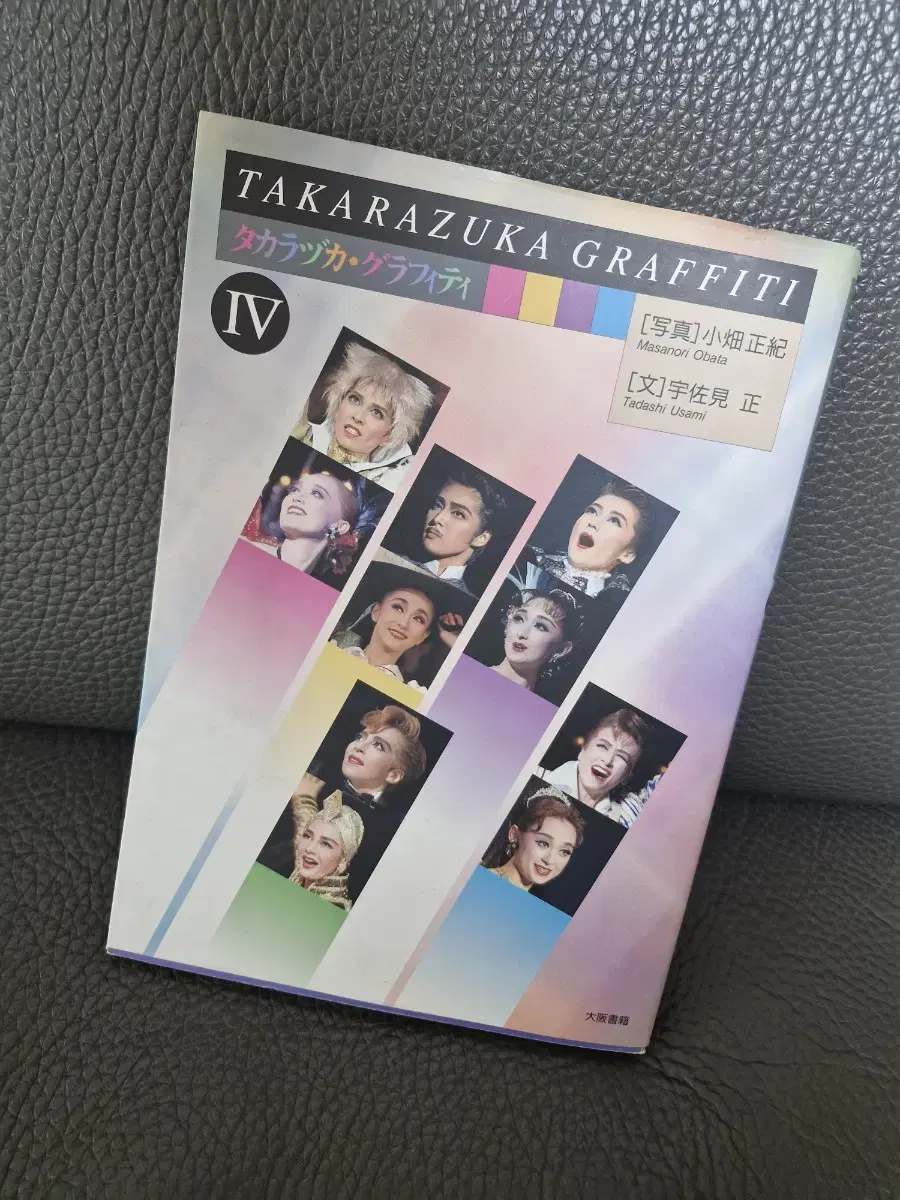 TAKARAZUKA GRAFFITI
タカラヅカ・グラフィティ
IV
[写真]小畑正紀
Masanori Obata
[文]宇佐見 正
Tadashi Usami
大阪書籍